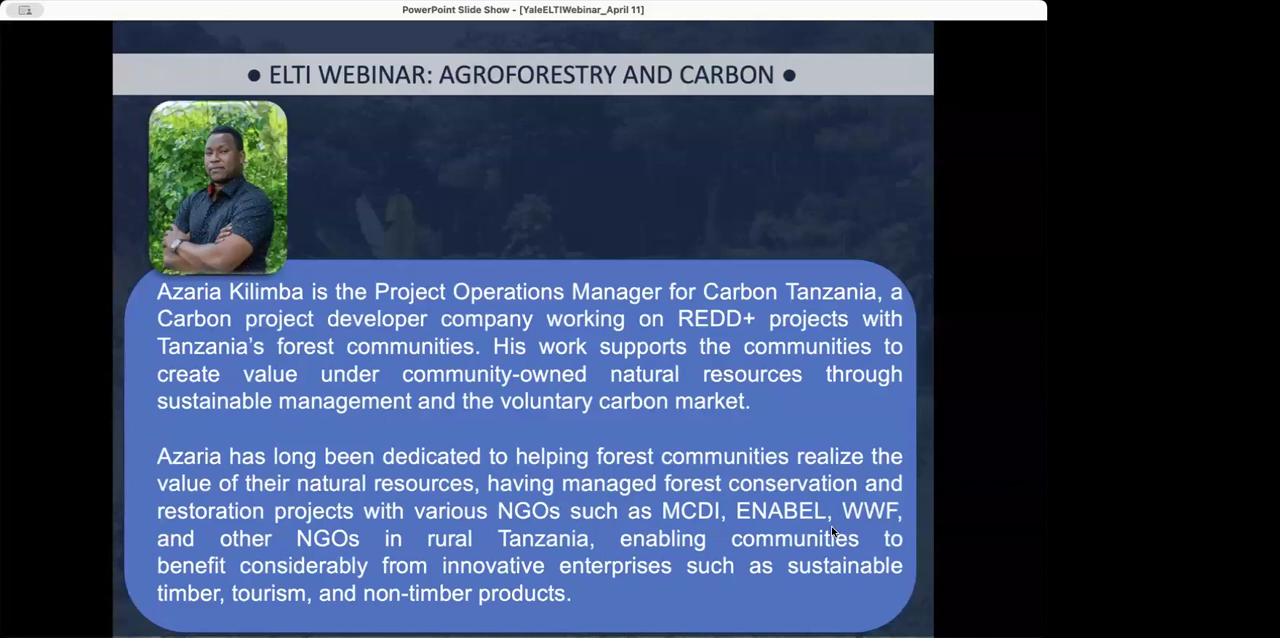 PowerPoint Slide Show - [YaleELTIWebinar_April 11]
● ELTI WEBINAR: AGROFORESTRY AND CARBON ●
Azaria Kilimba is the Project Operations Manager for Carbon Tanzania, a
Carbon project developer company working on REDD+ projects with
Tanzania’s forest communities. His work supports the communities to
create value under community-owned natural resources through
sustainable management and the voluntary carbon market.
Azaria has long been dedicated to helping forest communities realize the
value of their natural resources, having managed forest conservation and
restoration projects with various NGOs such as MCDI, ENABEL, WWF,
and other NGOs in rural Tanzania, enabling communities to
benefit considerably from innovative enterprises such as sustainable
timber, tourism, and non-timber products.